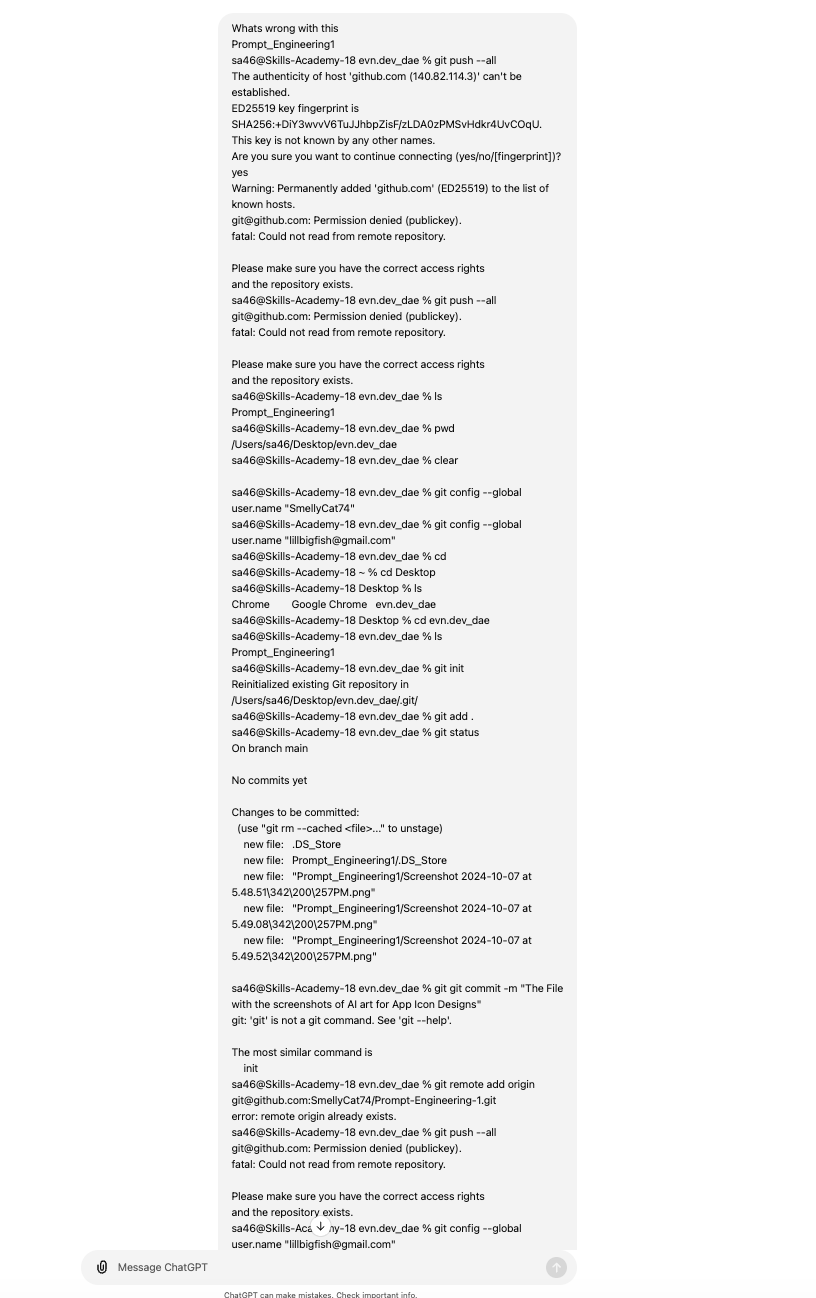 Whats wrong with this
Prompt_Engineering1
sa46@Skills-Academy-18 evn.dev_dae % git push --all
The authenticity of host 'github.com (140.82.114.3)' can't be
established.
ED25519 key fingerprint is
SHA256:+DiY3wvvV6TuJJhbpZisF/zLDA0zPMSvHdkr4UvCOqU.
This key is not known by any other names.
Are you sure you want to continue connecting (yes/no/[fingerprint])?
yes
Warning: Permanently added 'github.com' (ED25519) to the list of
known hosts.
git@github.com: Permission denied (publickey).
fatal: Could not read from remote repository.
Please make sure you have the correct access rights
and the repository exists.
sa46@Skills-Academy-18 evn.dev_dae % git push --all
git@github.com: Permission denied (publickey).
fatal: Could not read from remote repository.
Please make sure you have the correct access rights
and the repository exists.
sa46@Skills-Academy-18 evn.dev_dae % ls
Prompt_Engineering1
sa46@Skills-Academy-18 evn.dev_dae % pwd
/Users/sa46/Desktop/evn.dev_dae
sa46@Skills-Academy-18 evn.dev_dae % clear
sa46@Skills-Academy-18 evn.dev_dae % git config --global
user.name "SmellyCat74"
sa46@Skills-Academy-18 evn.dev_dae % git config --global
user.name "lillbigfish@gmail.com"
sa46@Skills-Academy-18 evn.dev_dae % cd
sa46@Skills-Academy-18 ~ % cd Desktop
sa46@Skills-Academy-18 Desktop % ls
Chrome Google Chrome evn.dev_dae
sa46@Skills-Academy-18 Desktop % cd evn.dev_dae
sa46@Skills-Academy-18 evn.dev_dae % ls
Prompt_Engineering1
sa46@Skills-Academy-18 evn.dev_dae % git init
Reinitialized existing Git repository in
/Users/sa46/Desktop/evn.dev_dae/.git/
sa46@Skills-Academy-18 evn.dev_dae % git add .
sa46@Skills-Academy-18 evn.dev_dae % git status
On branch main
No commits yet
Changes to be committed:
(use "git rm --cached <file>..." to unstage)
new file: .DS_Store
new file: Prompt_Engineering1/.DS_Store
new file: "Prompt_Engineering1/Screenshot 2024-10-07 at
5.48.51\342\200\257PM.png"
new file: "Prompt_Engineering1/Screenshot 2024-10-07 at
5.49.08\342\200\257PM.png"
new file: "Prompt_Engineering1/Screenshot 2024-10-07 at
5.49.52\342\200\257PM.png"
sa46@Skills-Academy-18 evn.dev_dae % git git commit -m "The File
with the screenshots of AI art for App Icon Designs"
git: 'git' is not a git command. See 'git --help'.
The most similar command is
init
sa46@Skills-Academy-18 evn.dev_dae % git remote add origin
git@github.com:SmellyCat74/Prompt-Engineering-1.git
error: remote origin already exists.
sa46@Skills-Academy-18 evn.dev_dae % git push --all
git@github.com: Permission denied (publickey).
fatal: Could not read from remote repository.
Please make sure you have the correct access rights
and the repository exists.
sa46@Skills-Academy-18 evn.dev_dae % git config --global
user.name "lillbigfish@gmail.com"
Message ChatGPT
ChatGPT can make mistakes. Check important info.